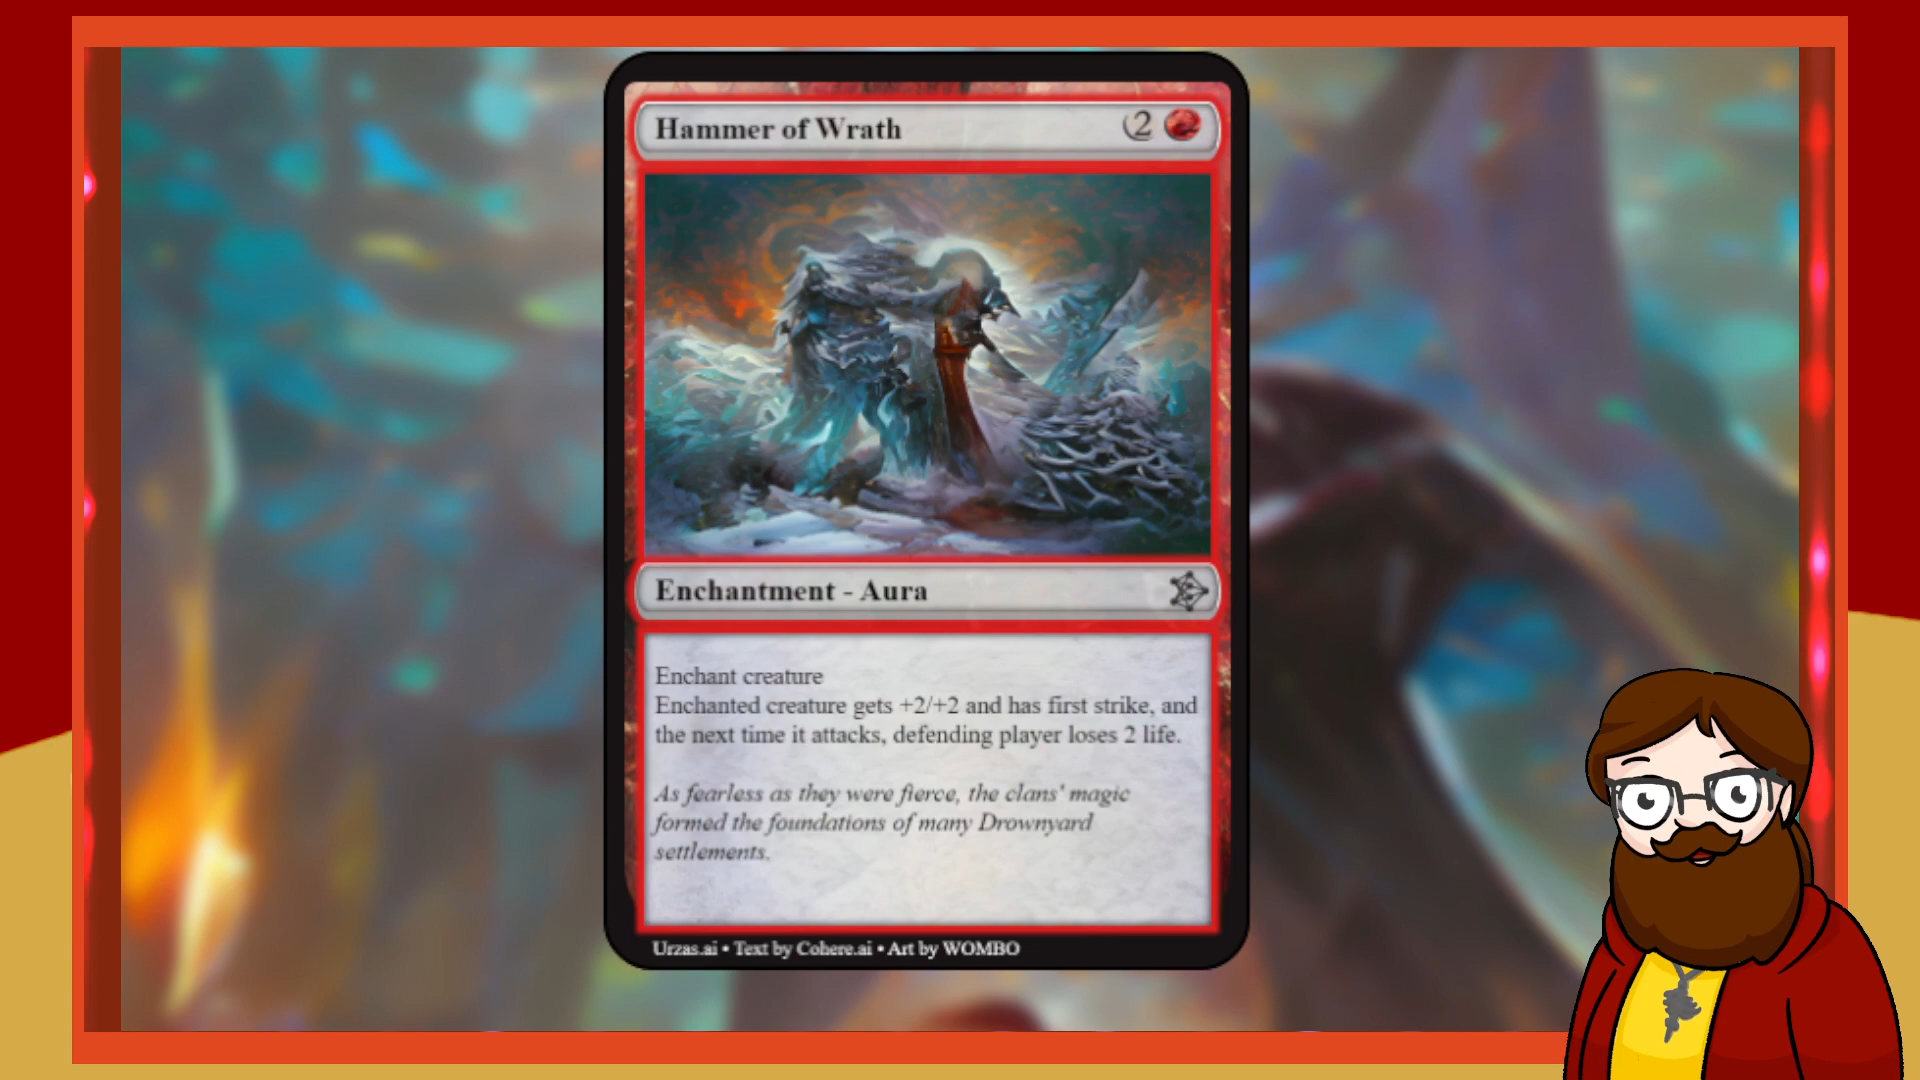 Hammer of Wrath 2
Enchantment - Aura
Enchant creature
Enchanted creature gets +2/+2 and has first strike, and
the next time it attacks, defending player loses 2 life.
As fearless as they were fierce, the clans' magic
formed the foundations of many Drownyard
settlements.
Urzas.ai • Text by Cohere.ai • Art by WOMBO